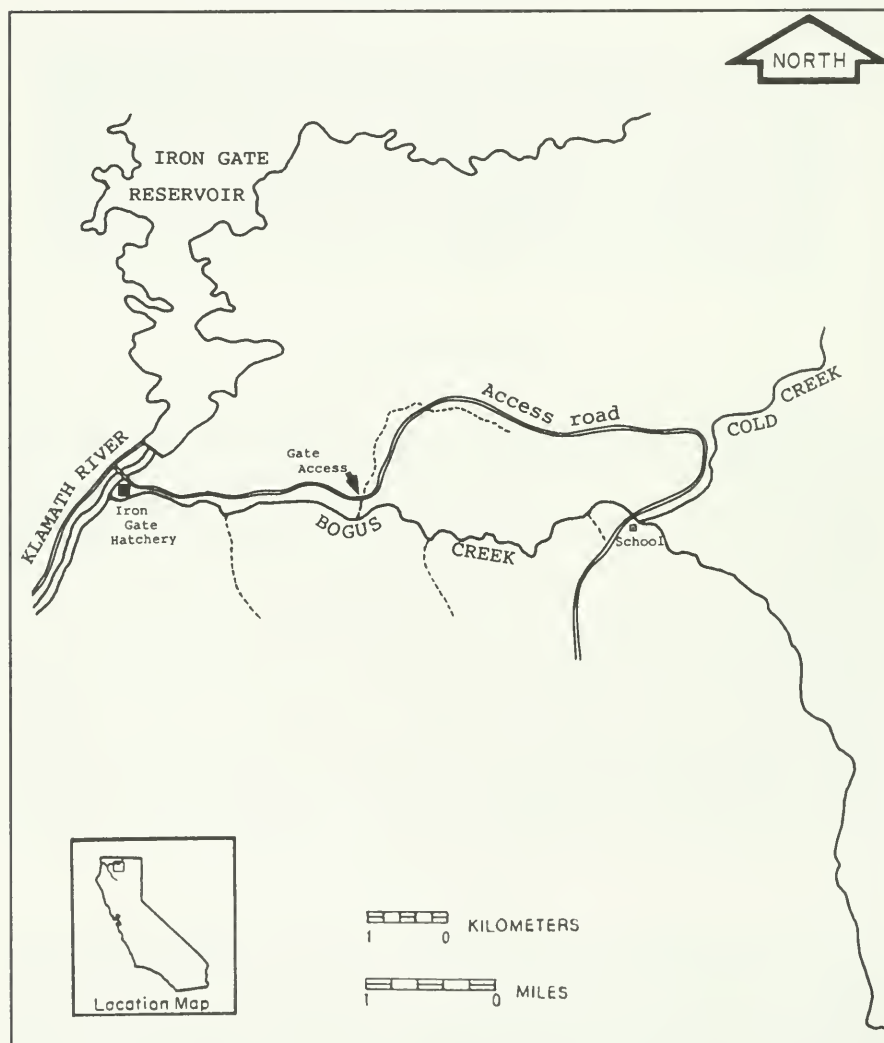 NORTH
IRON GATE
RESERVOIR
Access road
COLD CREEK
KLAMATH RIVER
Gate
Access
Iron
Gate
Hatchery
BOGUS
CREEK
School
Location Map
1 0 KILOMETERS
1 0 MILES